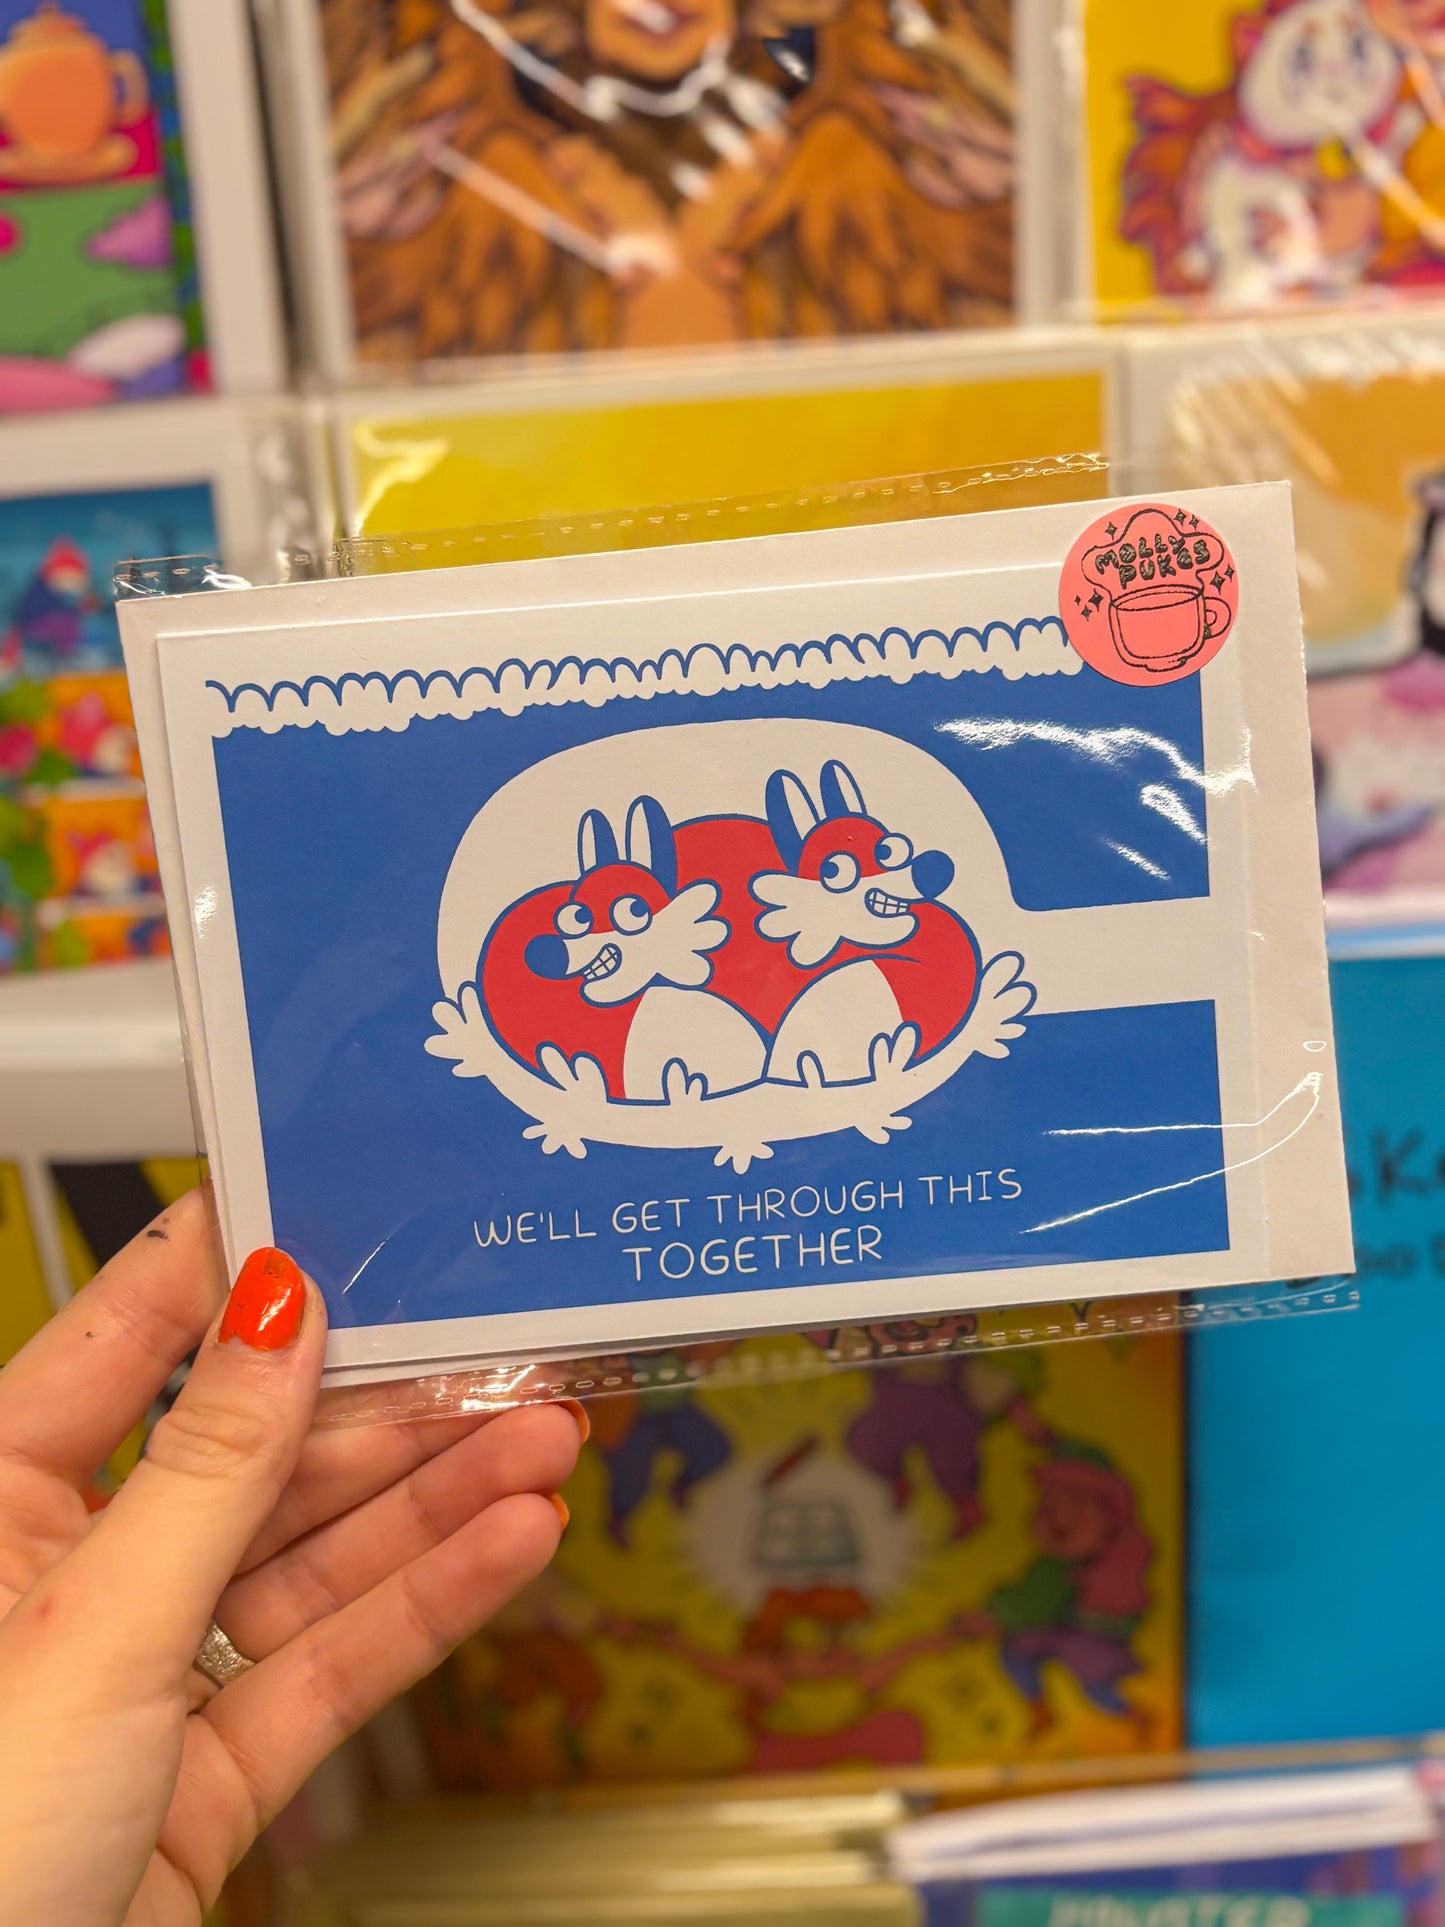 MOLLY
PUKES
WE'LL GET THROUGH THIS
TOGETHER